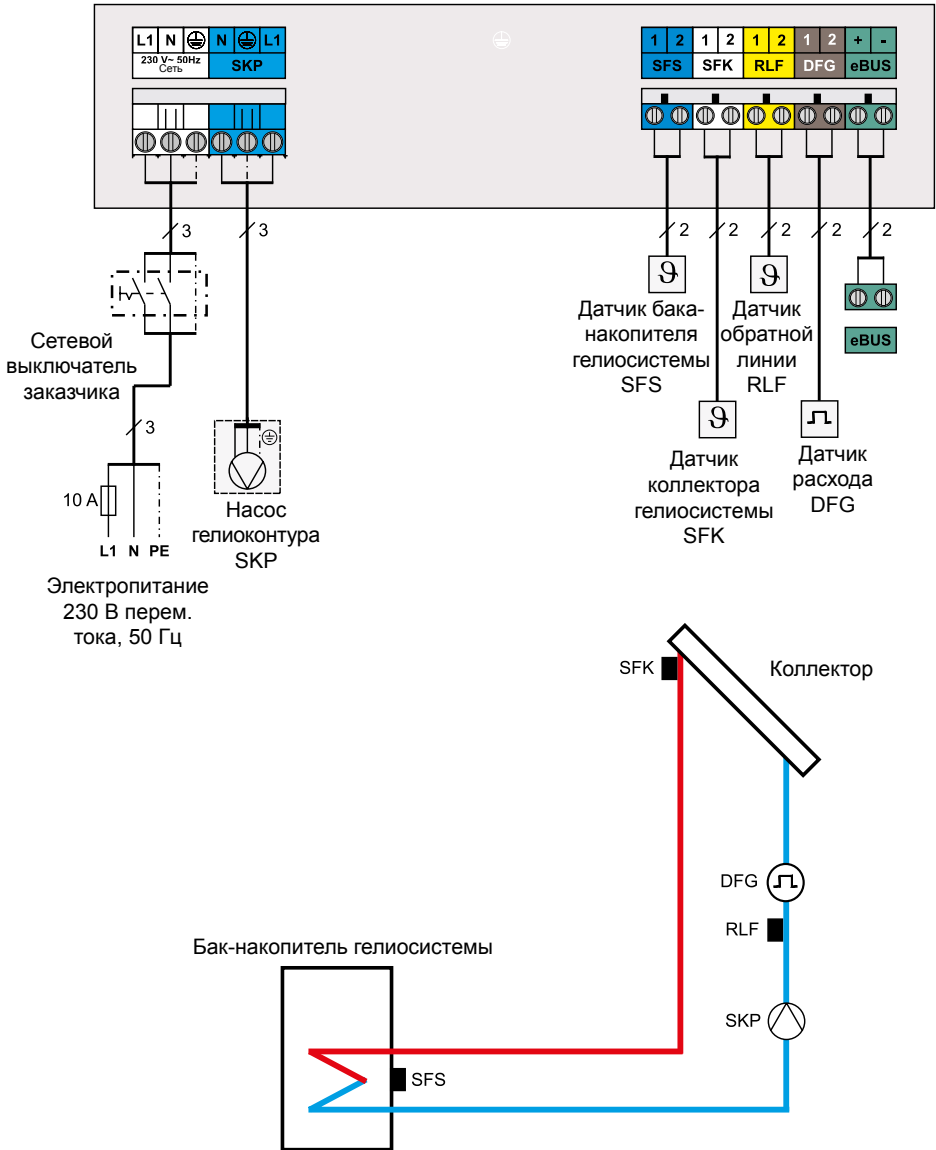 L1 N N L1
230 V~ 50Hz
Сеть
SKP
1 2 1 2 1 2 1 2 + -
SFS SFK RLF DFG eBUS
3 3 2 2 2 2 2
Сетевой
выключатель
заказчика
3
10 A
L1 N PE
Электропитание
230 В перем.
тока, 50 Гц
Насос
гелиоконтура
SKP
Датчик бака-
накопителя
гелиосистемы
SFS
Датчик
обратной
линии
RLF
eBUS
Датчик
коллектора
гелиосистемы
SFK
Датчик
расхода
DFG
SFK
Коллектор
DFG
RLF
SKP
Бак-накопитель гелиосистемы
SFS